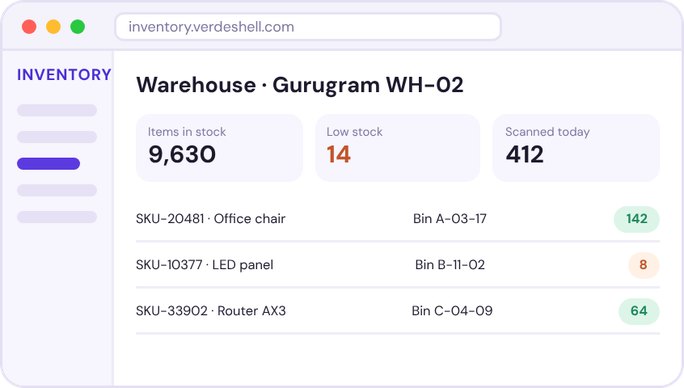 inventory.verdeshell.com
INVENTORY
Warehouse · Gurugram WH-02
Items in stock
9,630
Low stock
14
Scanned today
412
SKU-20481 · Office chair Bin A-03-17 142
SKU-10377 · LED panel Bin B-11-02 8
SKU-33902 · Router AX3 Bin C-04-09 64